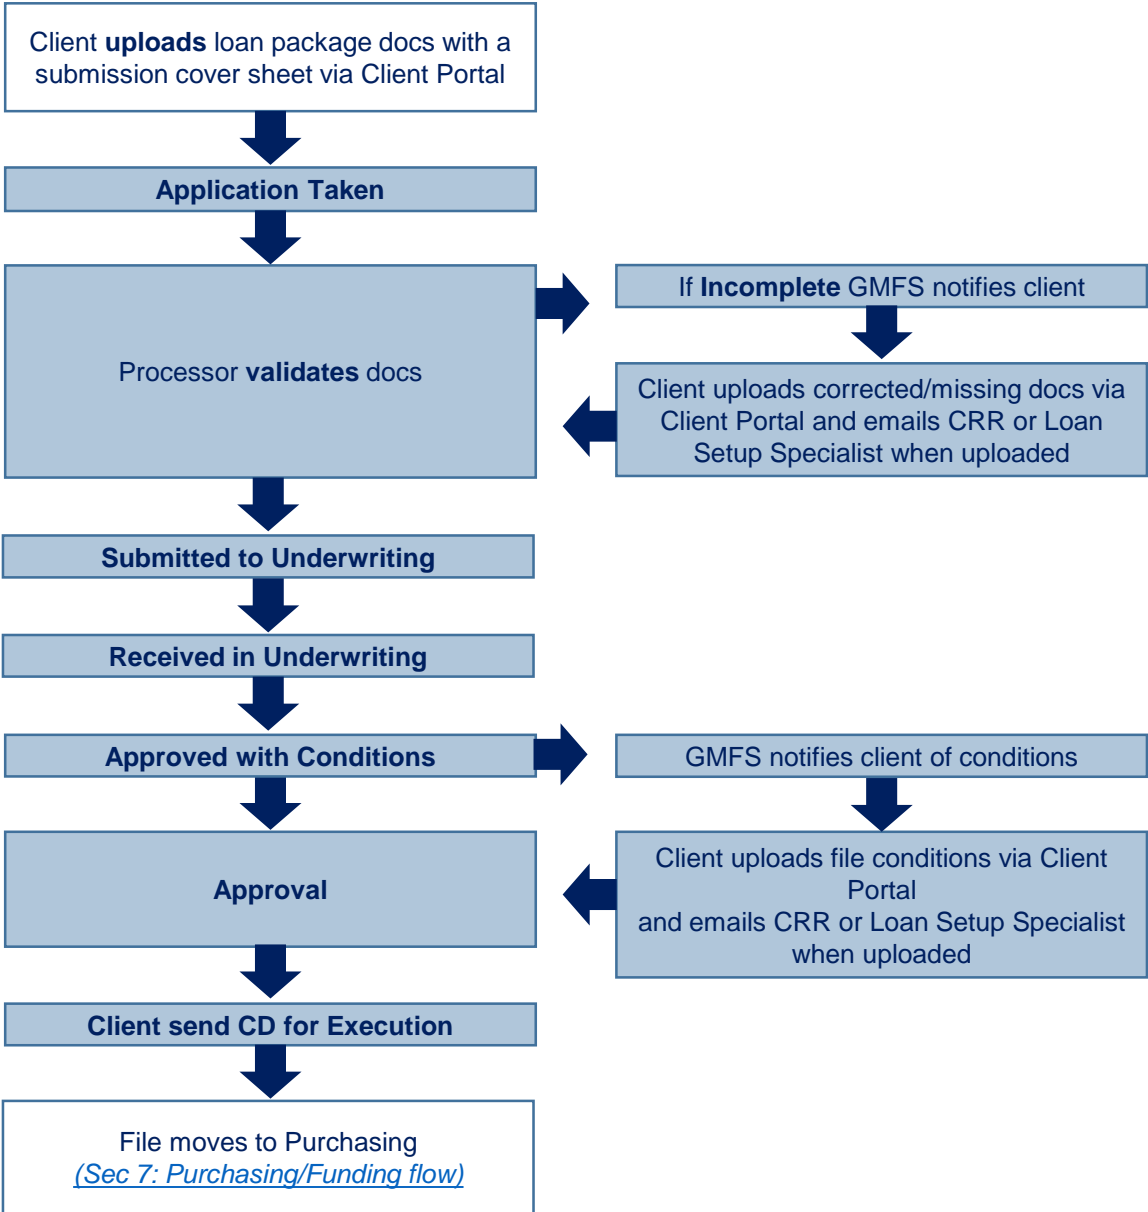 Client uploads loan package docs with a
submission cover sheet via Client Portal
Application Taken
Processor validates docs
If Incomplete GMFS notifies client
Client uploads corrected/missing docs via
Client Portal and emails CRR or Loan
Setup Specialist when uploaded
Submitted to Underwriting
Received in Underwriting
Approved with Conditions
GMFS notifies client of conditions
Client uploads file conditions via Client
Portal
and emails CRR or Loan Setup Specialist
when uploaded
Approval
Client send CD for Execution
File moves to Purchasing
(Sec 7: Purchasing/Funding flow)